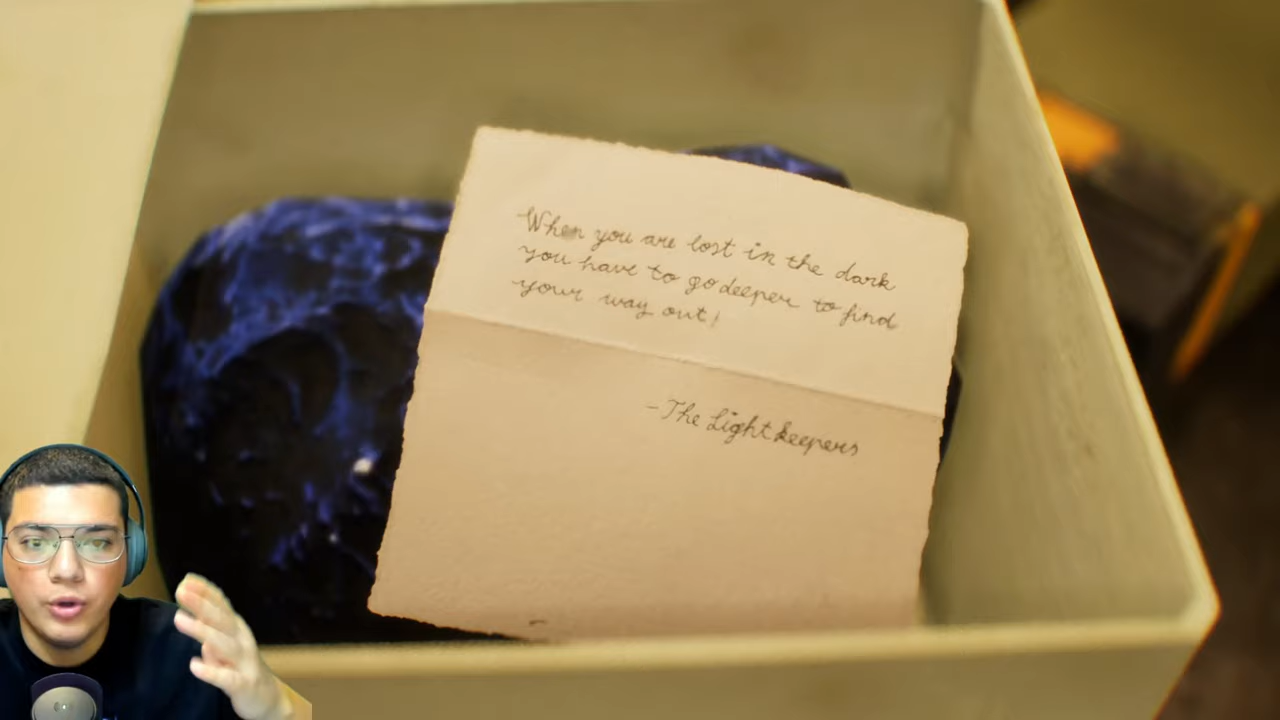 When you are lost in the dark
you have to go deeper to find
your way out!
-The Lightkeepers